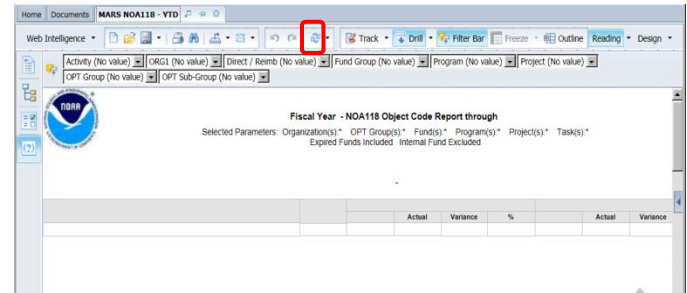 Home Documents MARS NOA118 - YTD
Web Intelligence Track Drill Filter Bar Freeze Outline Reading Design
Activity (No value) ORG1 (No value) Direct / Reimb (No value) Fund Group (No value) Program (No value) Project (No value)
OPT Group (No value) OPT Sub-Group (No value)
NOAA
Fiscal Year - NOA118 Object Code Report through
Selected Parameters: Organization(s):* OPT Group(s):* Fund(s):* Program(s):* Project(s):* Task(s):*
Expired Funds Included Internal Fund Excluded
-
Actual Variance % Actual Variance